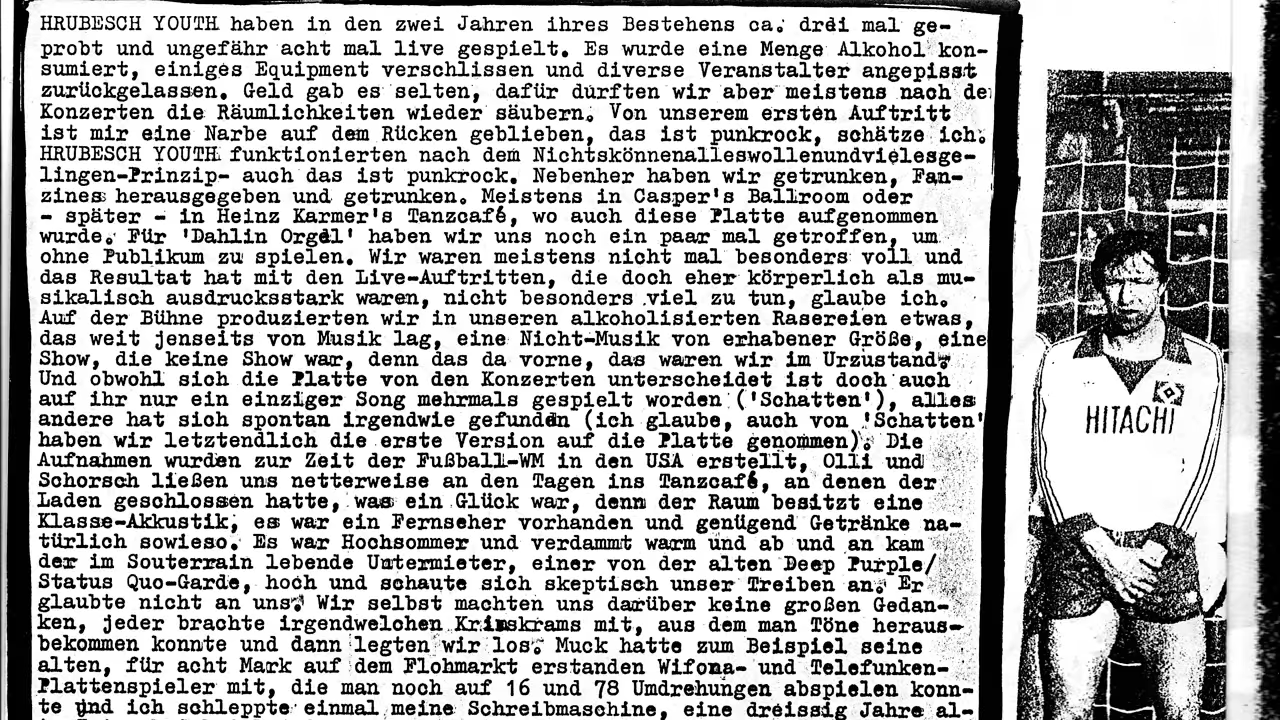 HRUBESCH YOUTH haben in den zwei Jahren ihres Bestehens ca. drei mal ge-
probt und ungefähr acht mal live gespielt. Es wurde eine Menge Alkohol kon-
sumiert, einiges Equipment verschlissen und diverse Veranstalter angepisst
zurückgelassen. Geld gab es selten, dafür durften wir aber meistens nach de
Konzerten die Räumlichkeiten wieder säubern. Von unserem ersten Auftritt
ist mir eine Narbe auf dem Rücken geblieben, das ist punkrock, schätze ich.
HRUBESCH YOUTH funktionierten nach dem Nichtskönnenalleswollenundvielesge-
lingen-Prinzip- auch das ist punkrock. Nebenher haben wir getrunken, Fan-
zines herausgegeben und getrunken. Meistens in Casper's Ballroom oder
- später - in Heinz Karmer's Tanzcafé, wo auch diese Platte aufgenommen
wurde. Für 'Dahlin Orgel' haben wir uns noch ein paar mal getroffen, um
ohne Publikum zu spielen. Wir waren meistens nicht mal besonders voll und
das Resultat hat mit den Live-Auftritten, die doch eher körperlich als mu-
sikalisch ausdrucksstark waren, nicht besonders viel zu tun, glaube ich.
Auf der Bühne produzierten wir in unseren alkoholisierten Rasereien etwas,
das weit jenseits von Musik lag, eine Nicht-Musik von erhabener Größe, eine
Show, die keine Show war, denn das da vorne, das waren wir im Urzustand.
Und obwohl sich die Platte von den Konzerten unterscheidet ist doch auch
auf ihr nur ein einziger Song mehrmals gespielt worden ('Schatten'), alles
andere hat sich spontan irgendwie gefunden (ich glaube, auch von 'Schatten'
haben wir letztendlich die erste Version auf die Platte genommen). Die
Aufnahmen wurden zur Zeit der Fußball-WM in den USA erstellt, Olli und
Schorsch ließen uns netterweise an den Tagen ins Tanzcafé, an denen der
Laden geschlossen hatte, was ein Glück war, denn der Raum besitzt eine
Klasse-Akkustik, es war ein Fernseher vorhanden und genügend Getränke na-
türlich sowieso. Es war Hochsommer und verdammt warm und ab und an kam
der im Souterrain lebende Untermieter, einer von der alten Deep Purple/
Status Quo-Garde, hoch und schaute sich skeptisch unser Treiben an. Er
glaubte nicht an uns. Wir selbst machten uns darüber keine großen Gedan-
ken, jeder brachte irgendwelchen Krimskrams mit, aus dem man Töne heraus-
bekommen konnte und dann legten wir los. Muck hatte zum Beispiel seine
alten, für acht Mark auf dem Flohmarkt erstanden Wifona- und Telefunken-
Plattenspieler mit, die man noch auf 16 und 78 Umdrehungen abspielen konn-
te und ich schleppte einmal meine Schreibmaschine, eine dreissig Jahre al-
HITACHI